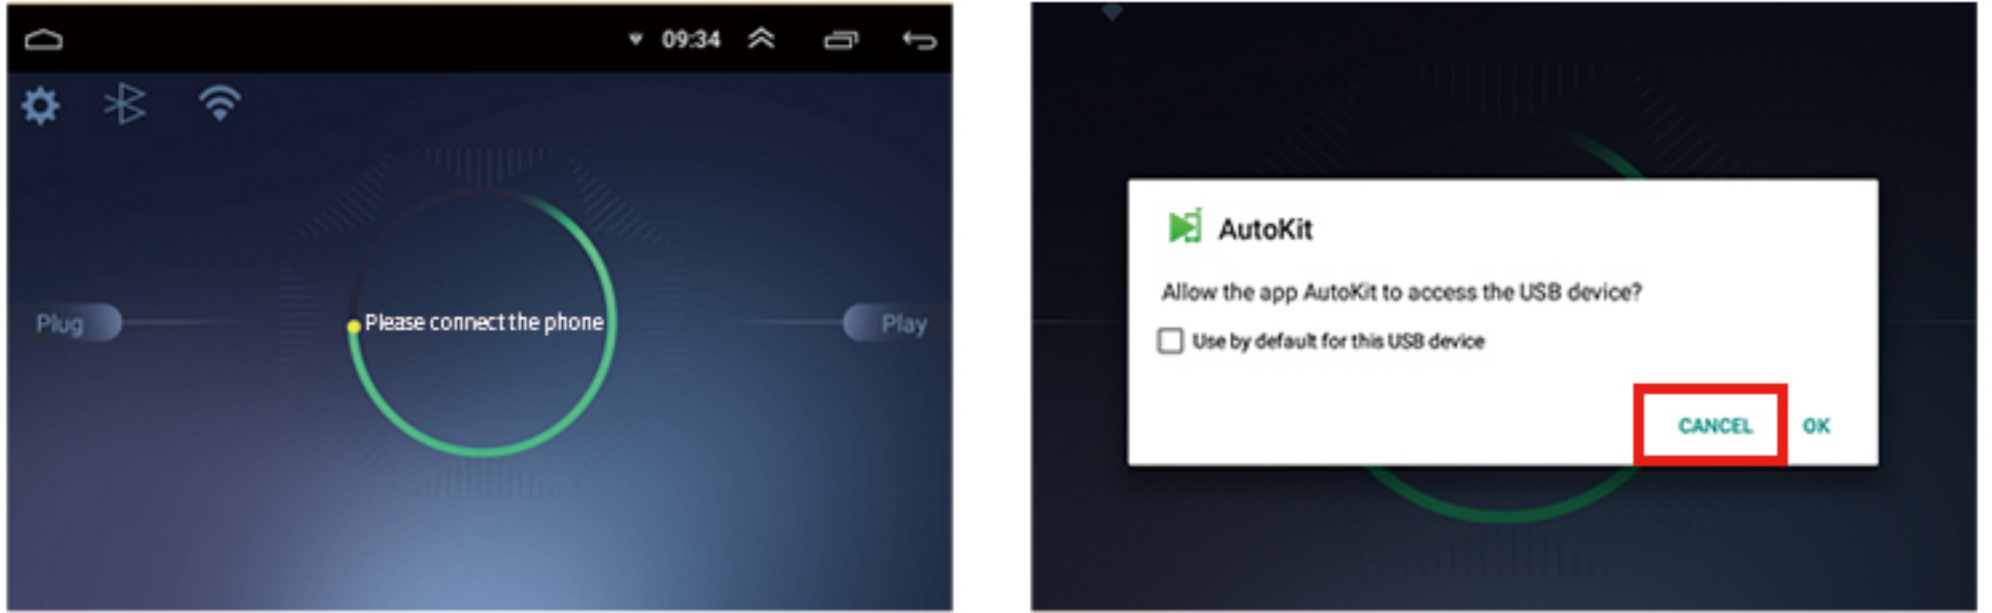 09:34
Plug
Please connect the phone
Play
AutoKit
Allow the app AutoKit to access the USB device?
Use by default for this USB device
CANCEL OK